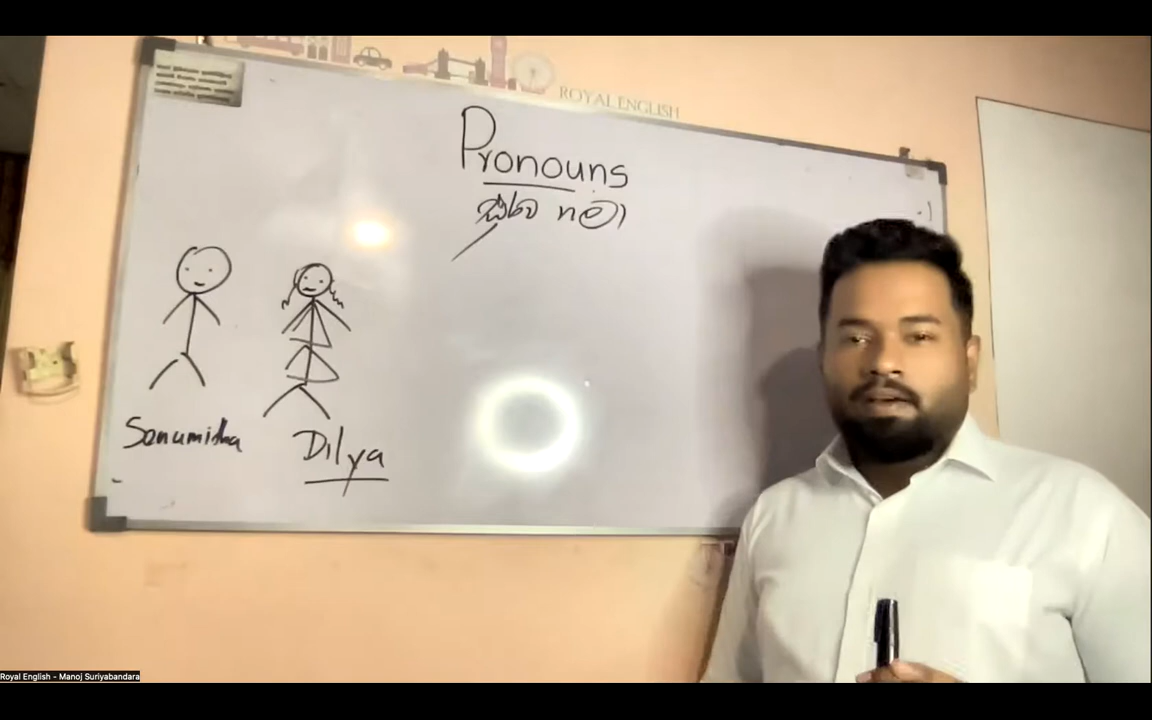 ROYAL ENGLISH
Pronouns
සර්ව නාම
Sanumitha
Dilya
Royal English - Manoj Suriyabandara